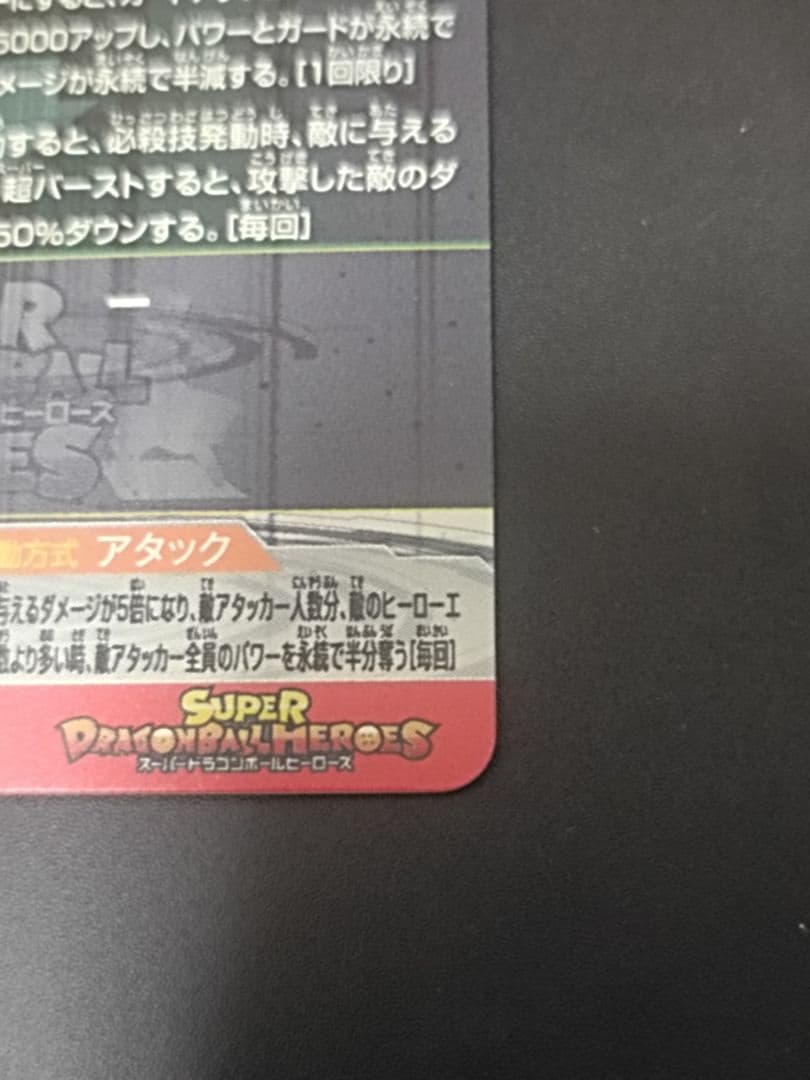 5000アップし、パワーとガードが永続で
メージが永続で半減する。[1回限り]
すると、必殺技発動時、敵に与える
超バーストすると、攻撃した敵のダ
50%ダウンする。[毎回]
ヒーローズ
動方式 アタック
与えるダメージが5倍になり、敵アタッカー人数分、敵のヒーローエ
数より多い時、敵アタッカー全員のパワーを永続で半分奪う[毎回]
SUPER
DRAGONBALL HEROES
スーパードラゴンボールヒーローズ